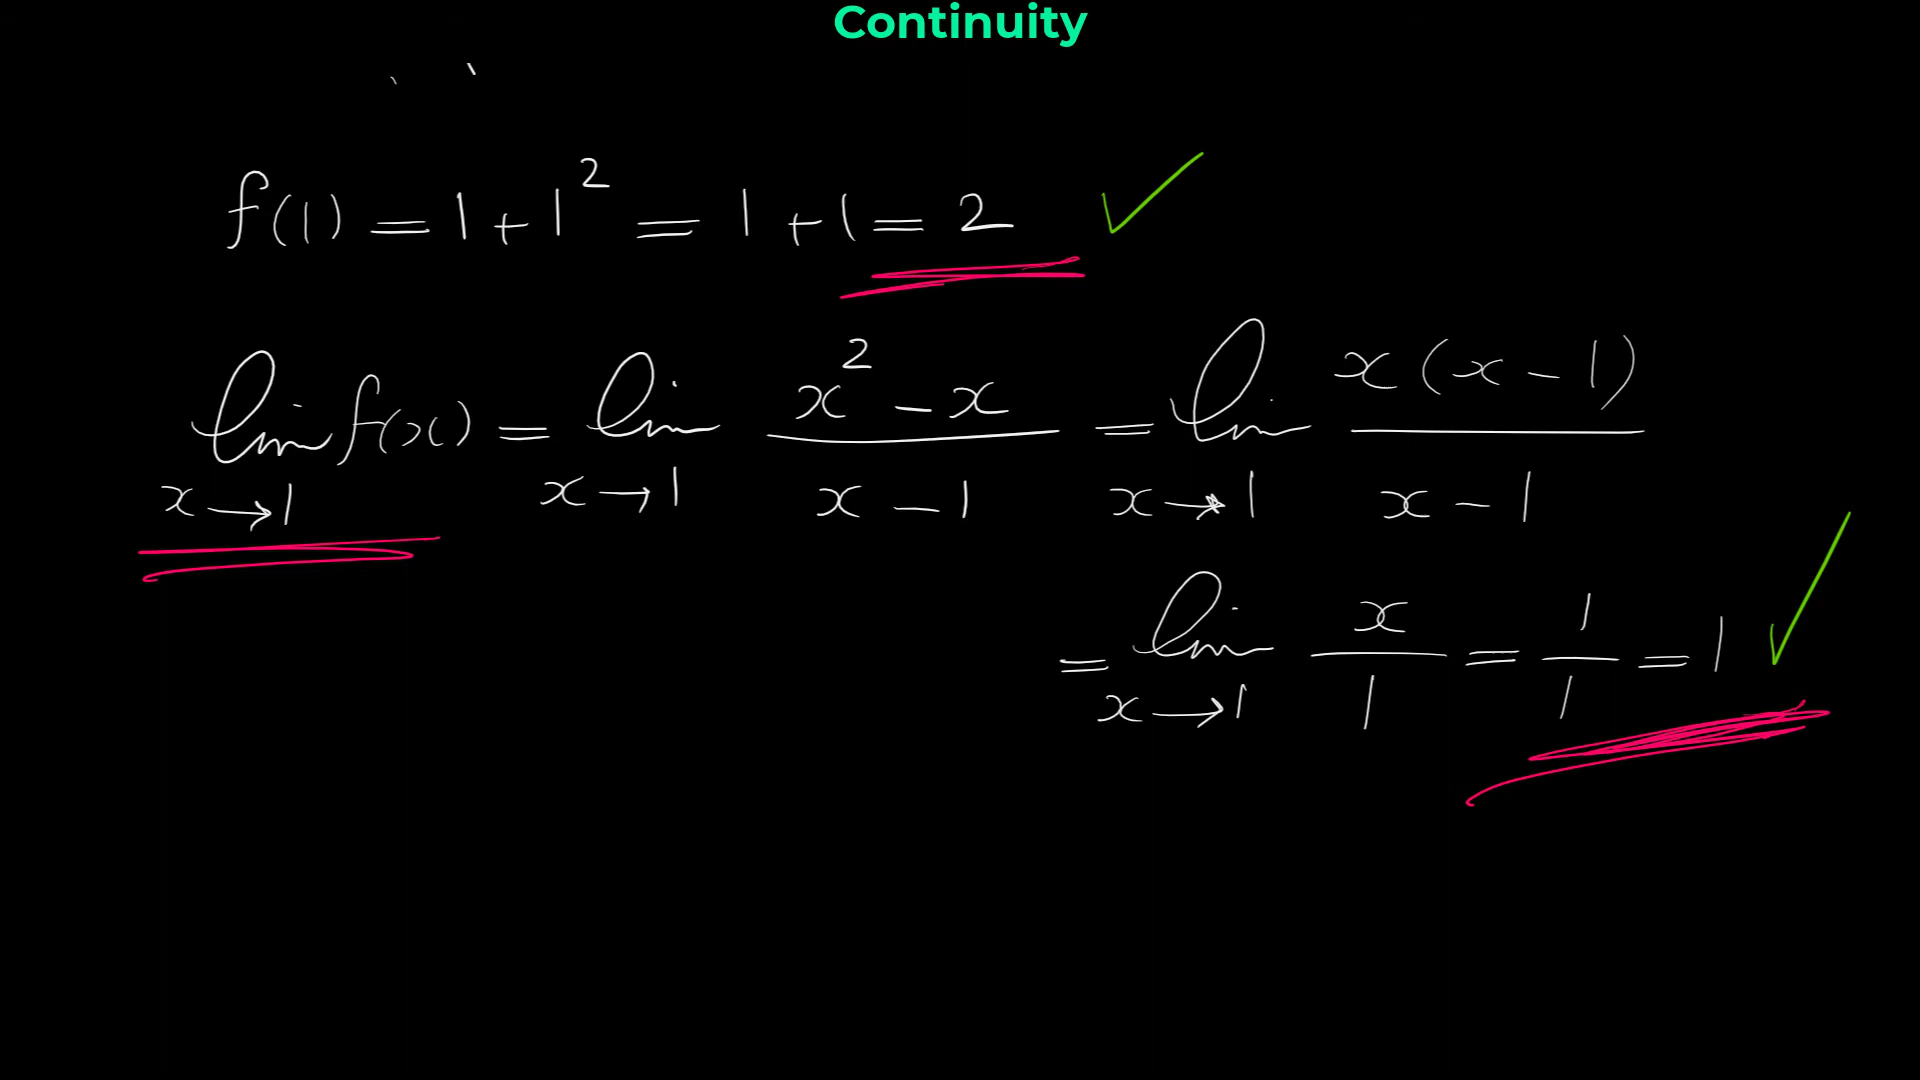 Continuity
f(1) = 1 + 1² = 1 + 1 = 2 ✓
lim x→1 f(x) = lim x→1 (x² − x)/(x − 1) = lim x→1 x(x − 1)/(x − 1)
= lim x→1 x/1 = 1/1 = 1 ✓